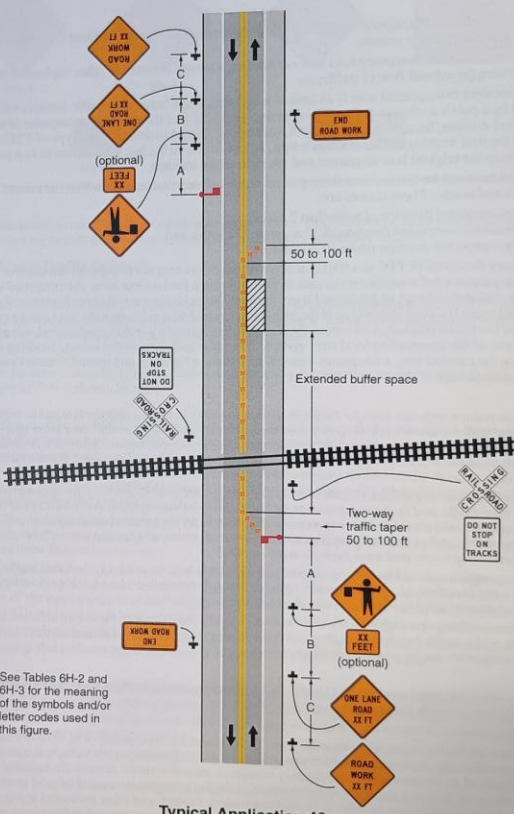 ROAD
WORK
XX FT
C
ONE LANE
ROAD
XX FT
B
(optional)
XX
FEET
A
END
ROAD WORK
50 to 100 ft
DO NOT
STOP
ON
TRACKS
Extended buffer space
RAILROAD
CROSSING
RAIL ROAD
CROSSING
Two-way
traffic taper
50 to 100 ft
DO NOT
STOP
ON
TRACKS
A
END
ROAD WORK
XX
FEET
(optional)
B
See Tables 6H-2 and
6H-3 for the meaning
of the symbols and/or
letter codes used in
this figure.
ONE LANE
ROAD
XX FT
C
ROAD
WORK
XX FT
Typical Application